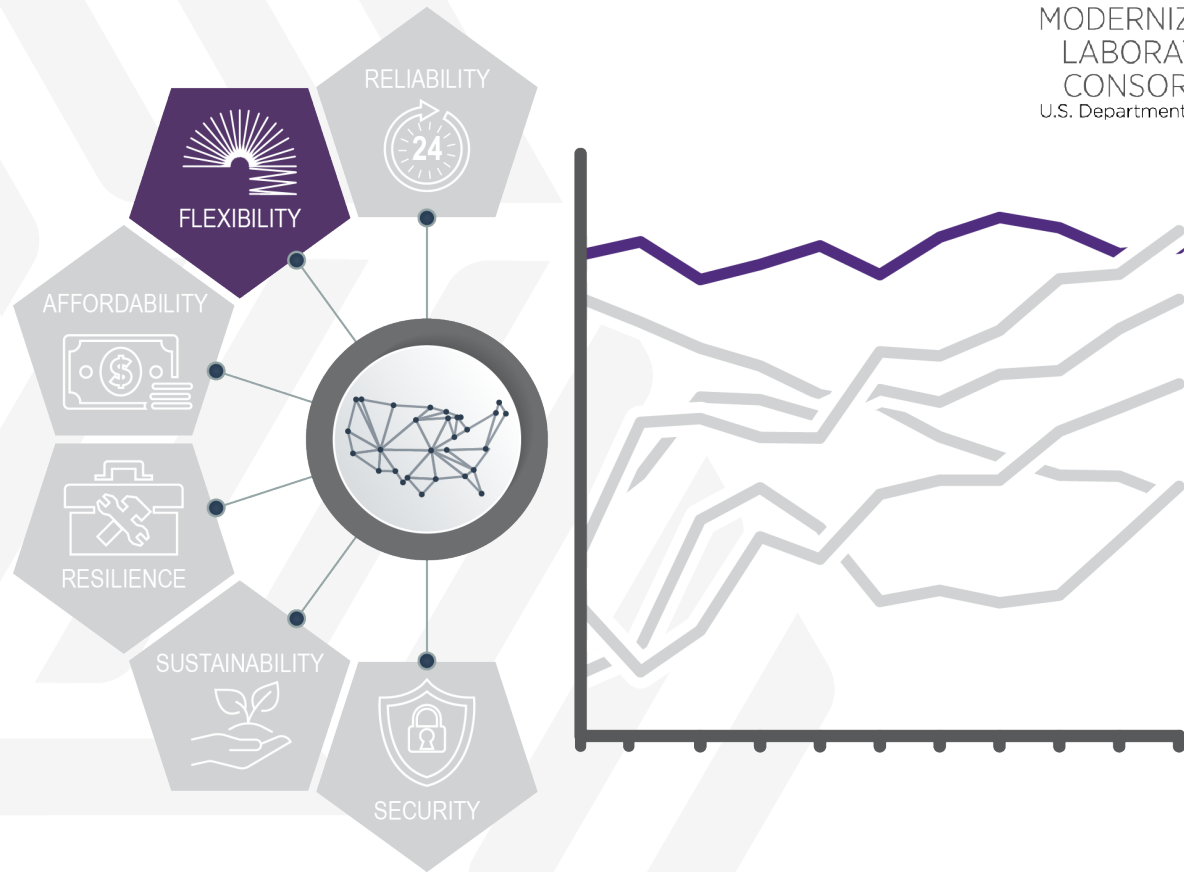 MODERNIZ
LABORA
CONSOR
U.S. Department
RELIABILITY
24
FLEXIBILITY
AFFORDABILITY
$
RESILIENCE
SUSTAINABILITY
SECURITY